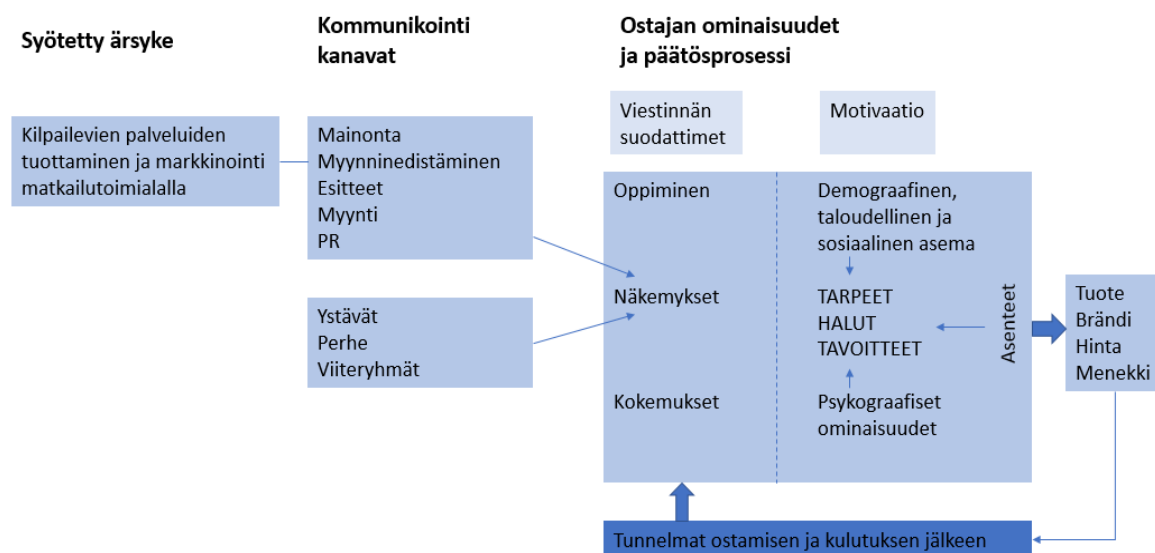 Syötetty ärsyke
Kommunikointi
kanavat
Ostajan ominaisuudet
ja päätösprosessi
Viestinnän
suodattimet
Motivaatio
Kilpailevien palveluiden
tuottaminen ja markkinointi
matkailutoimialalla
Mainonta
Myynninedistäminen
Esitteet
Myynti
PR
Ystävät
Perhe
Viiteryhmät
Oppiminen
Näkemykset
Kokemukset
Demograafinen,
taloudellinen ja
sosiaalinen asema
TARPEET
HALUT
TAVOITTEET
Psykograafiset
ominaisuudet
Asenteet
Tuote
Brändi
Hinta
Menekki
Tunnelmat ostamisen ja kulutuksen jälkeen